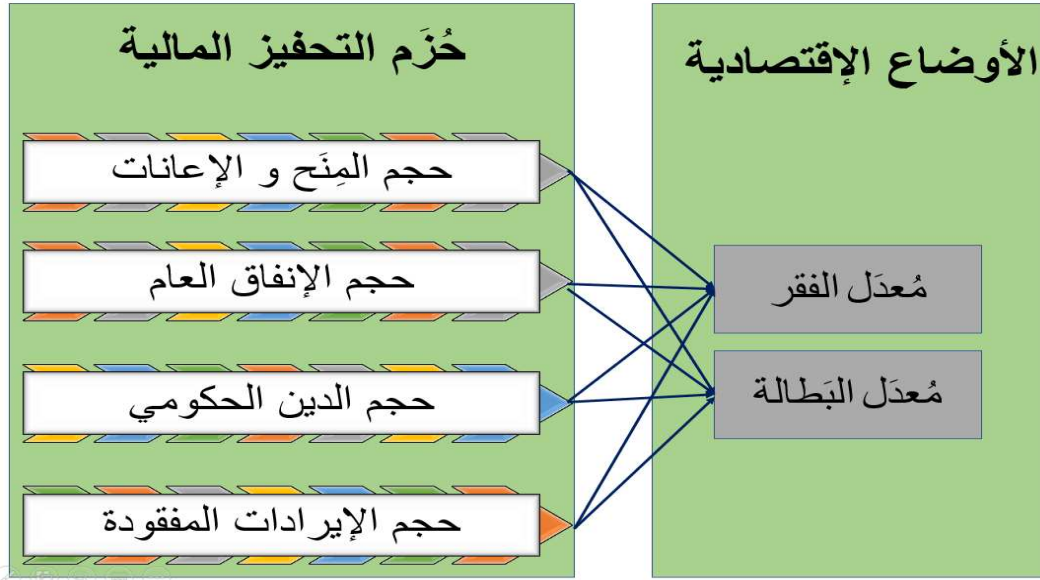 حُزَم التحفيز المالية
حجم المِنَح و الإعانات
حجم الإنفاق العام
حجم الدين الحكومي
حجم الإيرادات المفقودة
الأوضاع الإقتصادية
مُعدَل الفقر
مُعدَل البَطالة